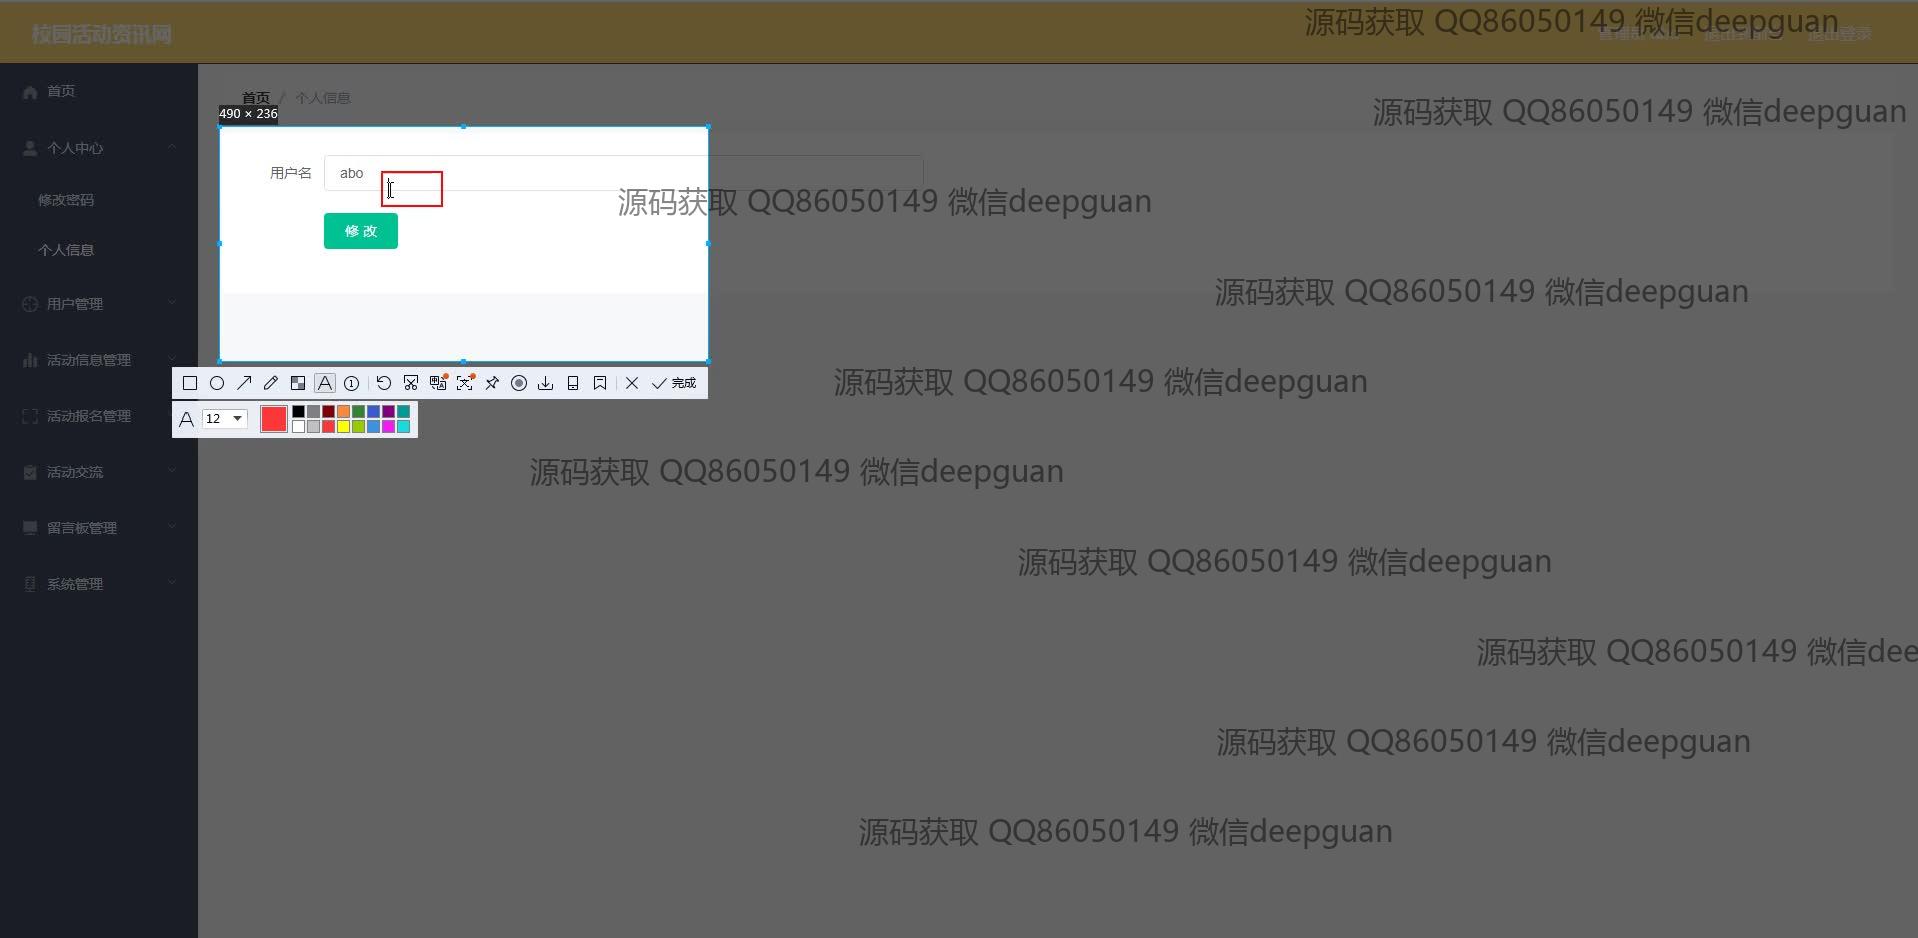 校园活动资讯网
源码获取 QQ86050149 微信deepguan
退出到前台 退出登录
首页
首页 / 个人信息
490 × 236
源码获取 QQ86050149 微信deepguan
个人中心
用户名 abo
修改密码
源码获取 QQ86050149 微信deepguan
修 改
个人信息
源码获取 QQ86050149 微信deepguan
用户管理
活动信息管理
完成
源码获取 QQ86050149 微信deepguan
活动报名管理
12
活动交流
源码获取 QQ86050149 微信deepguan
留言板管理
源码获取 QQ86050149 微信deepguan
系统管理
源码获取 QQ86050149 微信dee
源码获取 QQ86050149 微信deepguan
源码获取 QQ86050149 微信deepguan